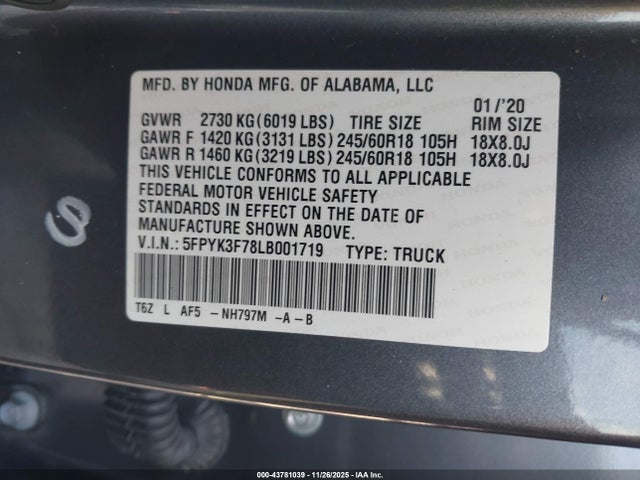 MFD. BY HONDA MFG. OF ALABAMA, LLC
01/'20
GVWR 2730 KG(6019 LBS) TIRE SIZE RIM SIZE
GAWR F 1420 KG(3131 LBS) 245/60R18 105H 18X8.0J
GAWR R 1460 KG(3219 LBS) 245/60R18 105H 18X8.0J
THIS VEHICLE CONFORMS TO ALL APPLICABLE
FEDERAL MOTOR VEHICLE SAFETY
STANDARDS IN EFFECT ON THE DATE OF
MANUFACTURE SHOWN ABOVE.
V.I.N.: 5FPYK3F78LB001719 TYPE: TRUCK
T6Z L AF5 - NH797M -A-B
000-43781039 - 11/26/2025 - IAA Inc.